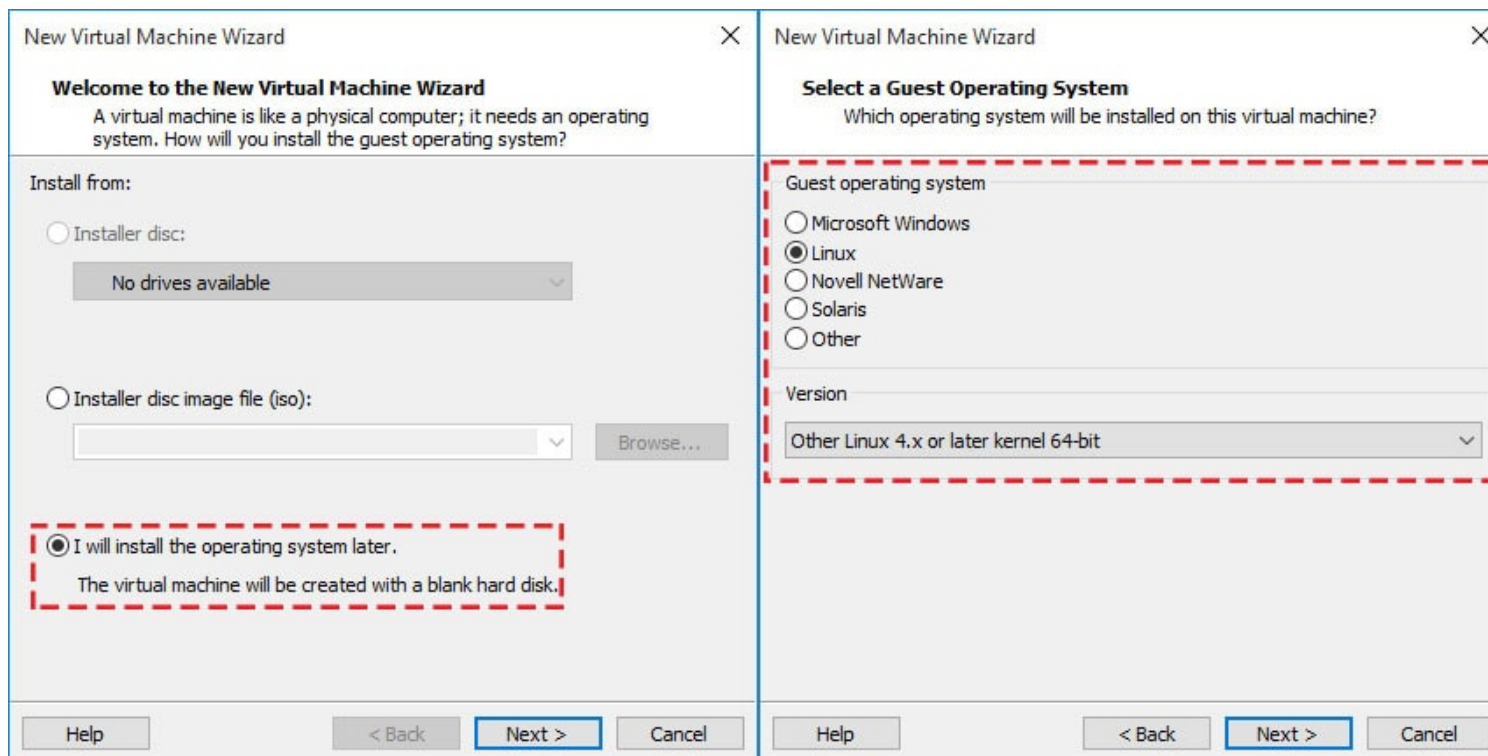 New Virtual Machine Wizard
Welcome to the New Virtual Machine Wizard
A virtual machine is like a physical computer; it needs an operating
system. How will you install the guest operating system?
Install from:
Installer disc:
No drives available
Installer disc image file (iso):
Browse...
I will install the operating system later.
The virtual machine will be created with a blank hard disk.
Help
< Back
Next >
Cancel
New Virtual Machine Wizard
Select a Guest Operating System
Which operating system will be installed on this virtual machine?
Guest operating system
Microsoft Windows
Linux
Novell NetWare
Solaris
Other
Version
Other Linux 4.x or later kernel 64-bit
Help
< Back
Next >
Cancel